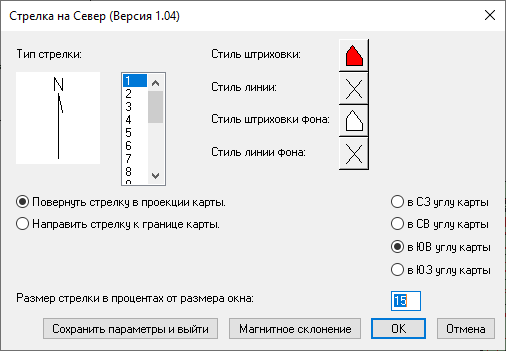 Стрелка на Север (Версия 1.04)
Тип стрелки:
N
1
2
3
4
5
6
7
8
9
Стиль штриховки:
Стиль линии:
Стиль штриховки фона:
Стиль линии фона:
Повернуть стрелку в проекции карты.
Направить стрелку к границе карты.
в СЗ углу карты
в СВ углу карты
в ЮВ углу карты
в ЮЗ углу карты
Размер стрелки в процентах от размера окна:
15
Сохранить параметры и выйти
Магнитное склонение
OK
Отмена